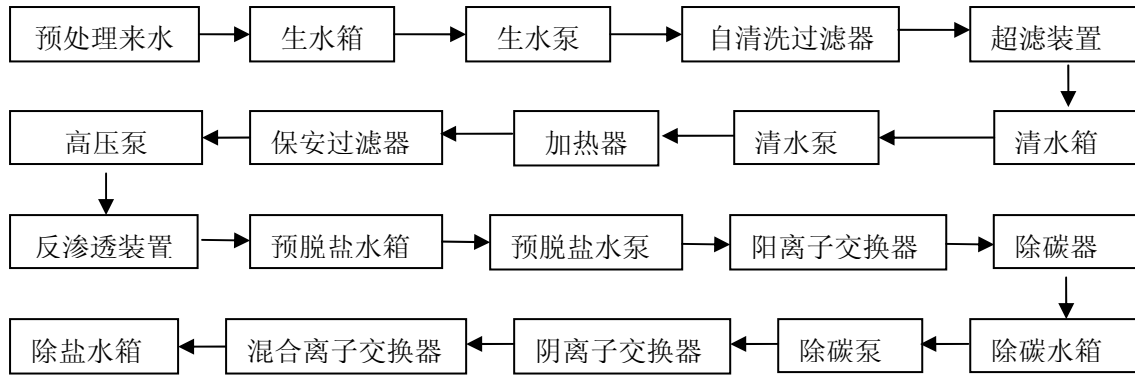 预处理来水 生水箱 生水泵 自清洗过滤器 超滤装置
高压泵 保安过滤器 加热器 清水泵 清水箱
反渗透装置 预脱盐水箱 预脱盐水泵 阳离子交换器 除碳器
除盐水箱 混合离子交换器 阴离子交换器 除碳泵 除碳水箱